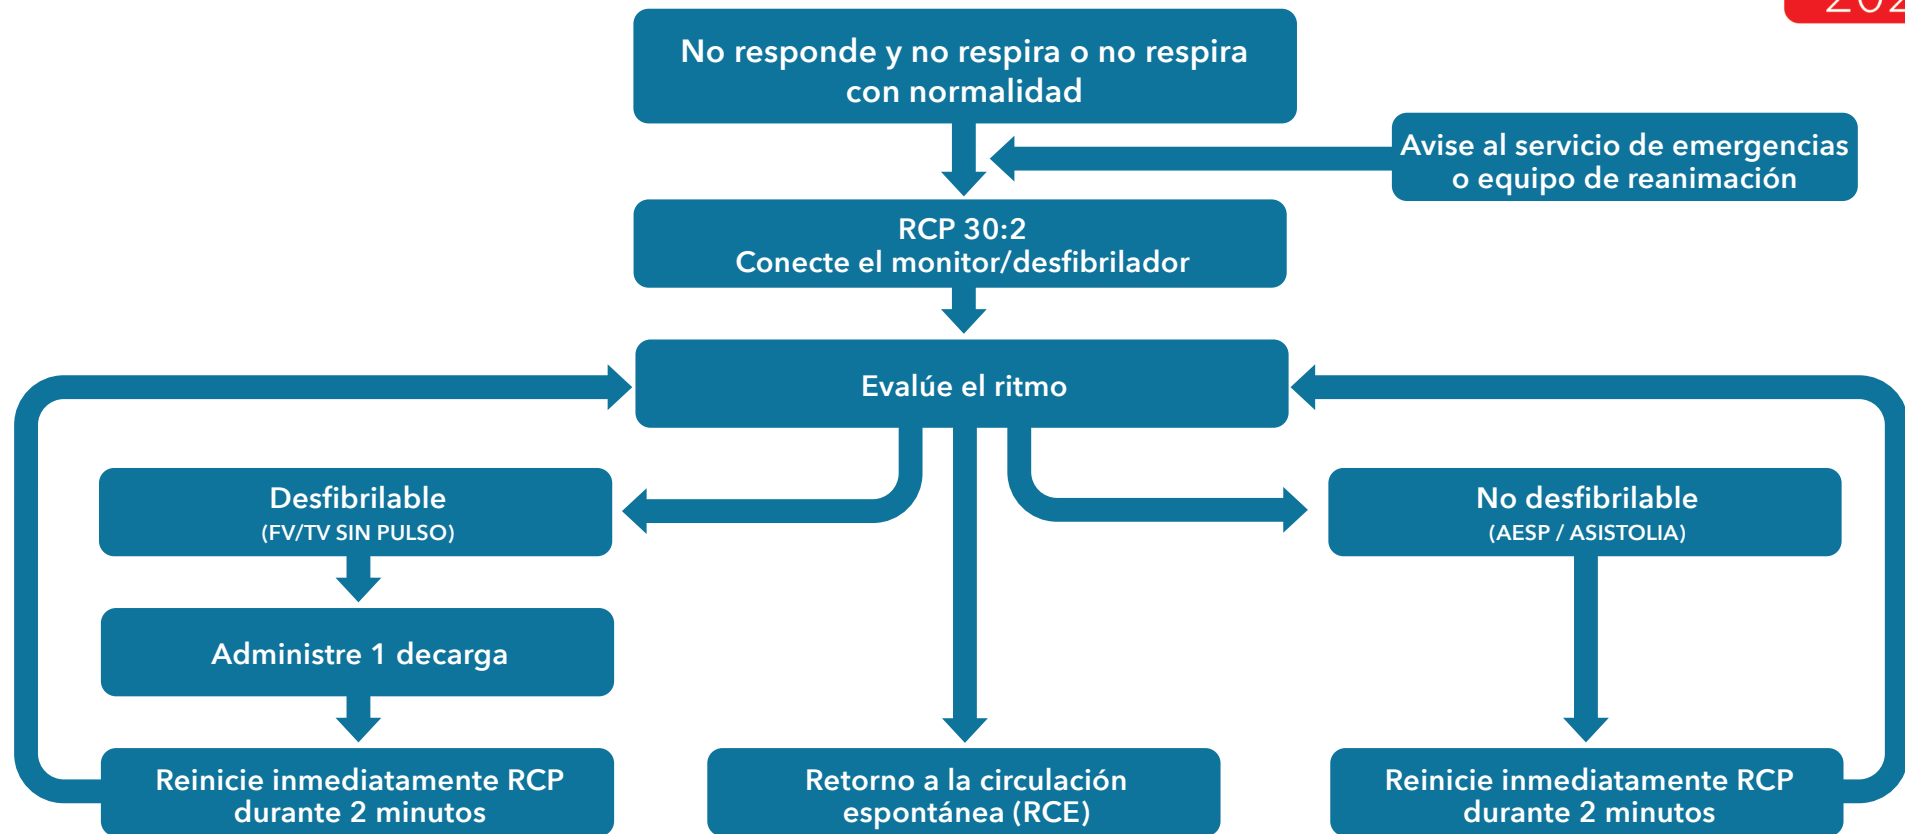 202
No responde y no respira o no respira
con normalidad
Avise al servicio de emergencias
o equipo de reanimación
RCP 30:2
Conecte el monitor/desfibrilador
Evalúe el ritmo
Desfibrilable
(FV/TV SIN PULSO)
No desfibrilable
(AESP / ASISTOLIA)
Administre 1 decarga
Reinicie inmediatamente RCP
durante 2 minutos
Retorno a la circulación
espontánea (RCE)
Reinicie inmediatamente RCP
durante 2 minutos